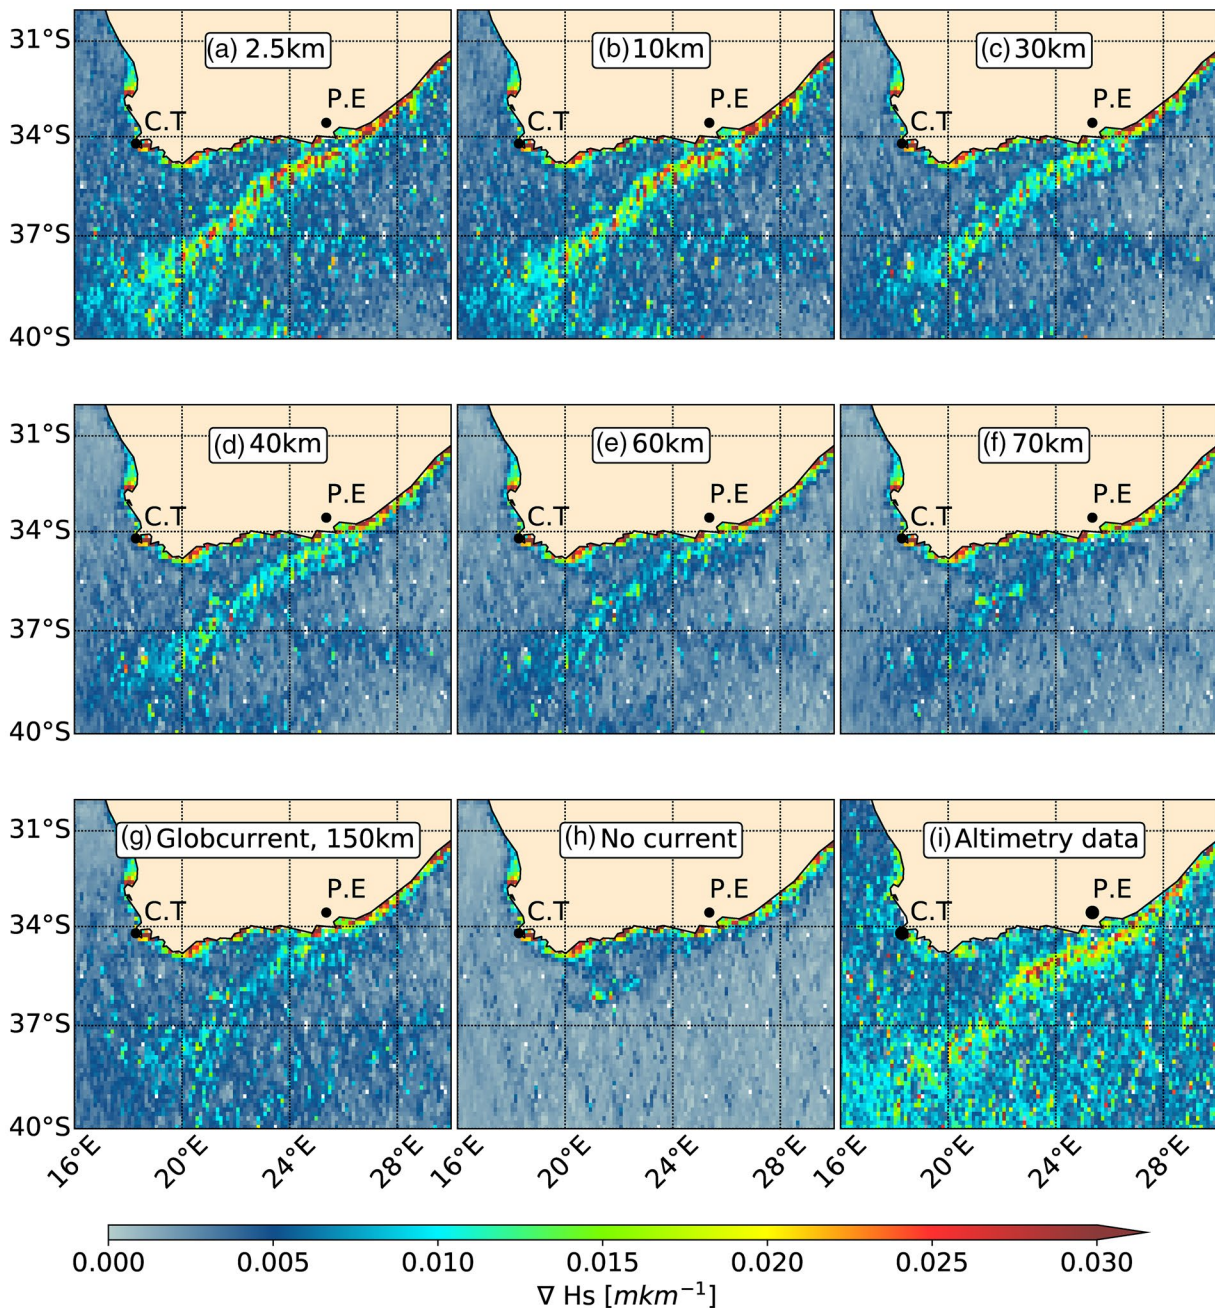 31°S
34°S
37°S
40°S
(a) 2.5km
P.E
C.T
(b) 10km
P.E
C.T
(c) 30km
P.E
C.T
31°S
34°S
37°S
40°S
(d) 40km
P.E
C.T
(e) 60km
P.E
C.T
(f) 70km
P.E
C.T
31°S
34°S
37°S
40°S
(g) Globcurrent, 150km
P.E
C.T
(h) No current
P.E
C.T
(i) Altimetry data
P.E
C.T
16°E 20°E 24°E 28°E 16°E 20°E 24°E 28°E 16°E 20°E 24°E 28°E
0.000 0.005 0.010 0.015 0.020 0.025 0.030
∇ Hs [mkm⁻¹]